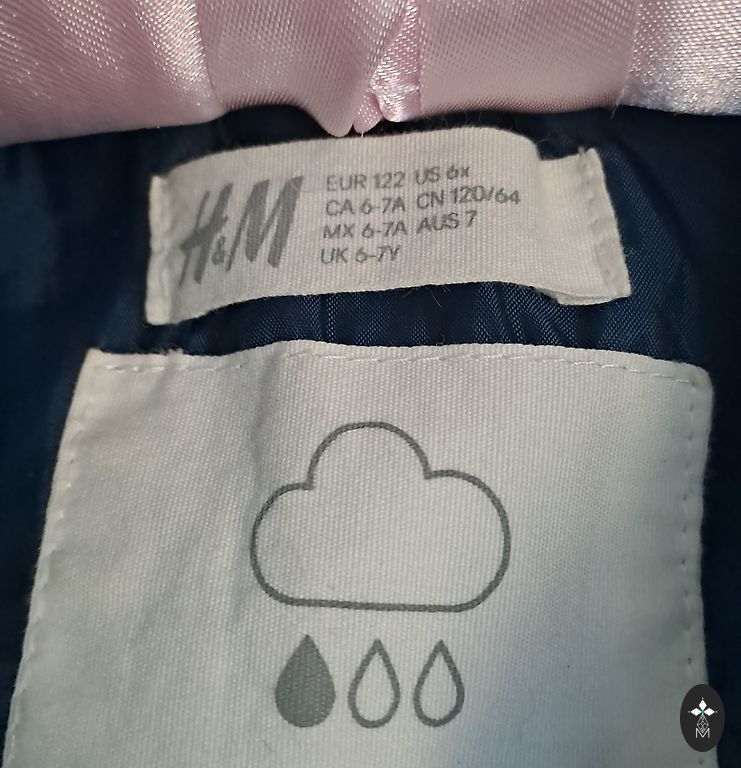 H&M
EUR 122 US 6x
CA 6-7A CN 120/64
MX 6-7A AUS 7
UK 6-7Y
M